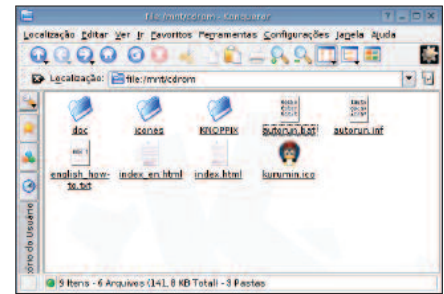 file:/mnt/cdrom - Konqueror
Localização Editar Ver Ir Favoritos Ferramentas Configurações Janela Ajuda
Localização: file:/mnt/cdrom
doc icones KNOPPIX autorun.bat autorun.inf
english_how-to.txt index_en.html index.html kurumin.ico
9 Itens - 6 Arquivos (141, 8 KB Total) - 3 Pastas